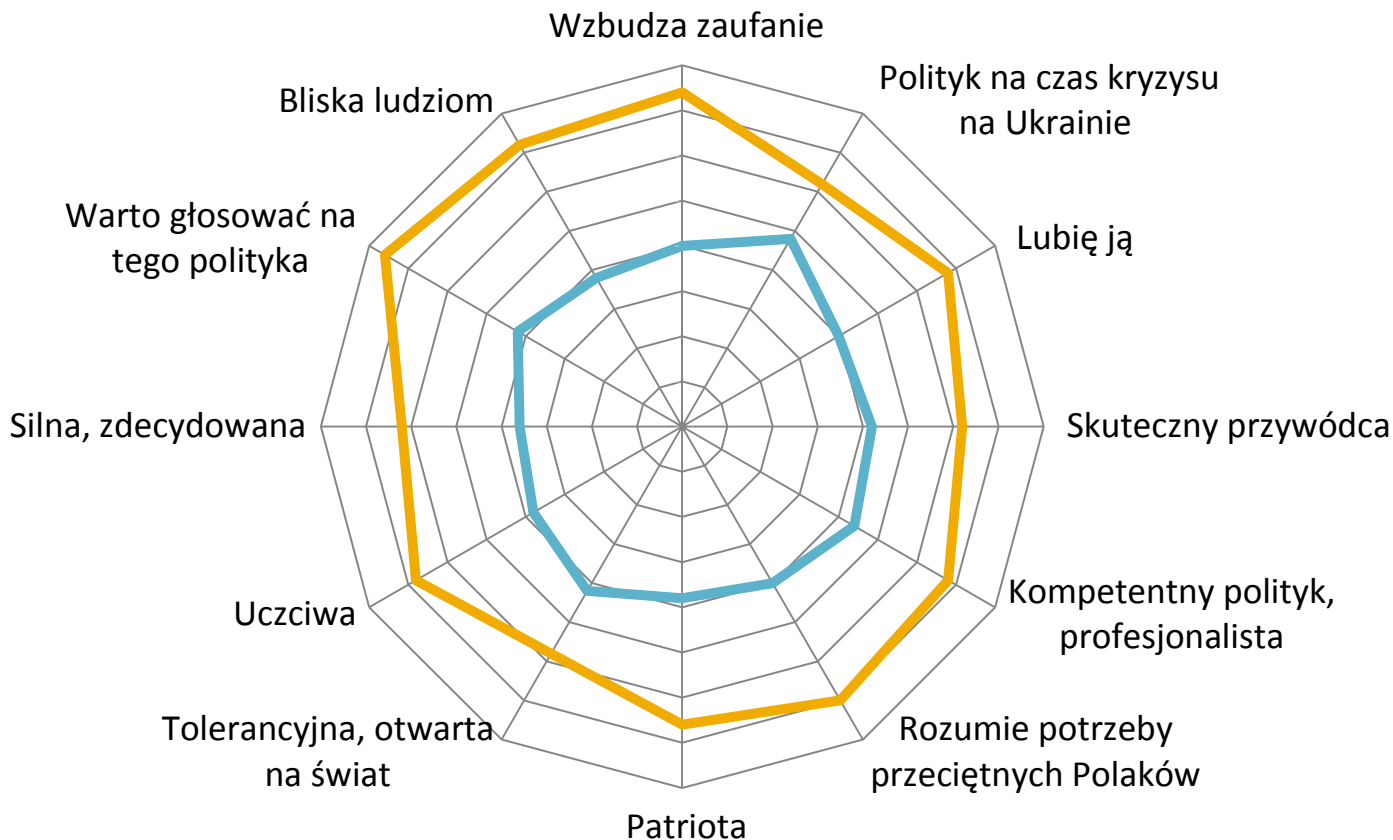 Wzbudza zaufanie
Polityk na czas kryzysu
na Ukrainie
Lubię ją
Skuteczny przywódca
Kompetentny polityk,
profesjonalista
Rozumie potrzeby
przeciętnych Polaków
Patriota
Tolerancyjna, otwarta
na świat
Uczciwa
Silna, zdecydowana
Warto głosować na
tego polityka
Bliska ludziom